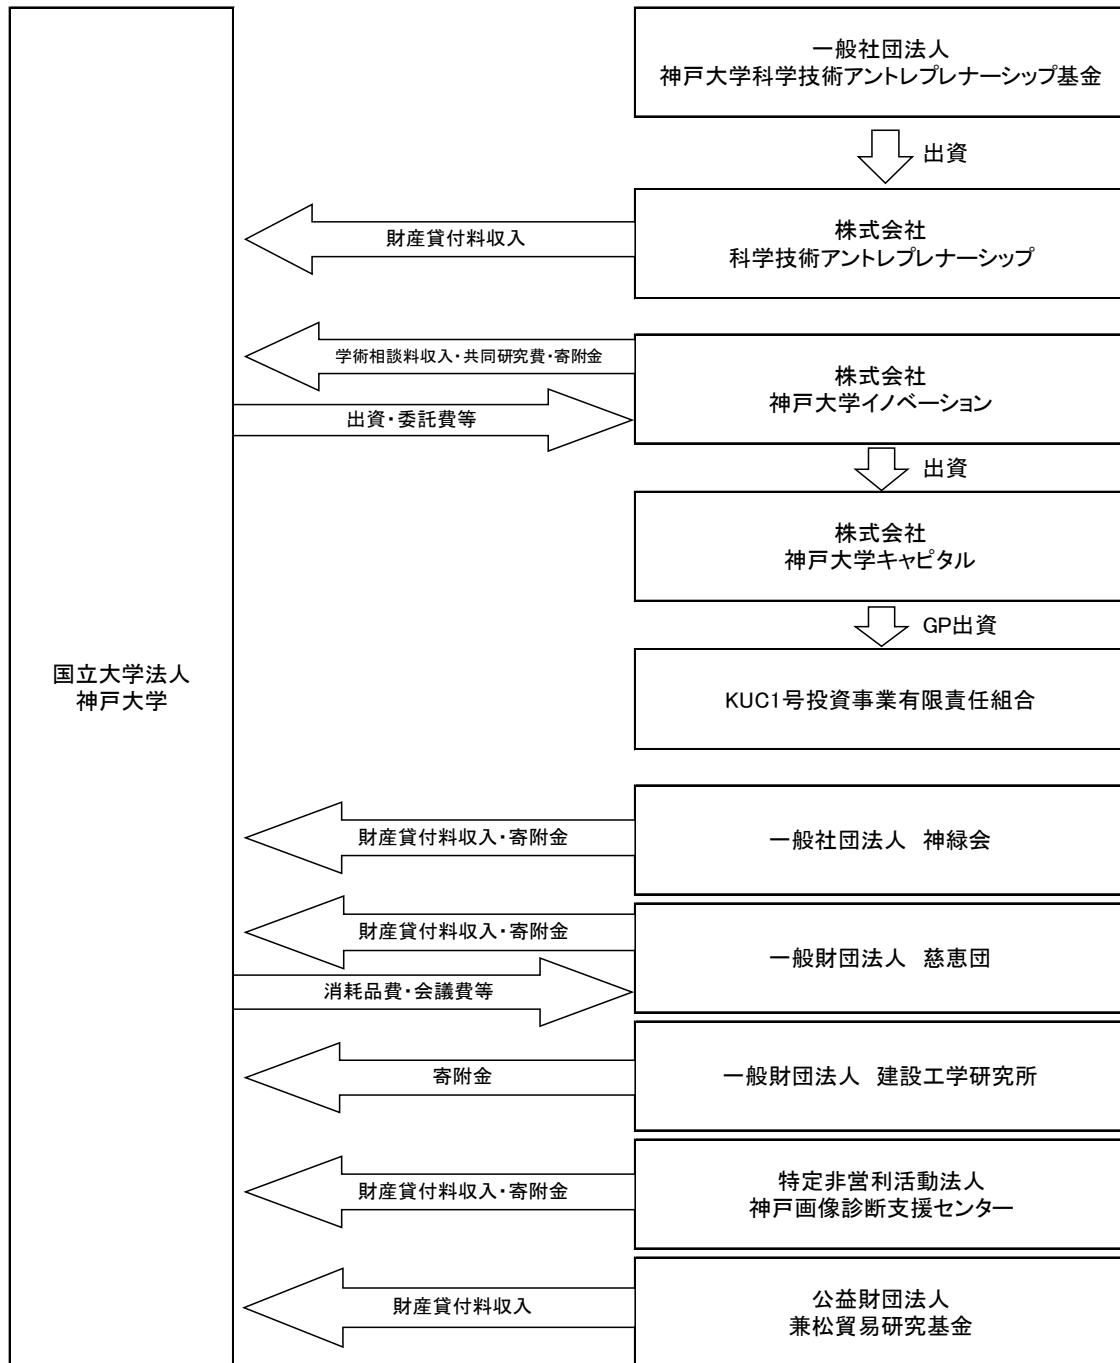 一般社団法人
神戸大学科学技術アントレプレナーシップ基金
出資
財産貸付料収入
株式会社
科学技術アントレプレナーシップ
学術相談料収入・共同研究費・寄附金
出資・委託費等
株式会社
神戸大学イノベーション
出資
株式会社
神戸大学キャピタル
GP出資
国立大学法人
神戸大学
KUC1号投資事業有限責任組合
財産貸付料収入・寄附金
一般社団法人　神緑会
財産貸付料収入・寄附金
一般財団法人　慈恵団
消耗品費・会議費等
寄附金
一般財団法人　建設工学研究所
財産貸付料収入・寄附金
特定非営利活動法人
神戸画像診断支援センター
財産貸付料収入
公益財団法人
兼松貿易研究基金